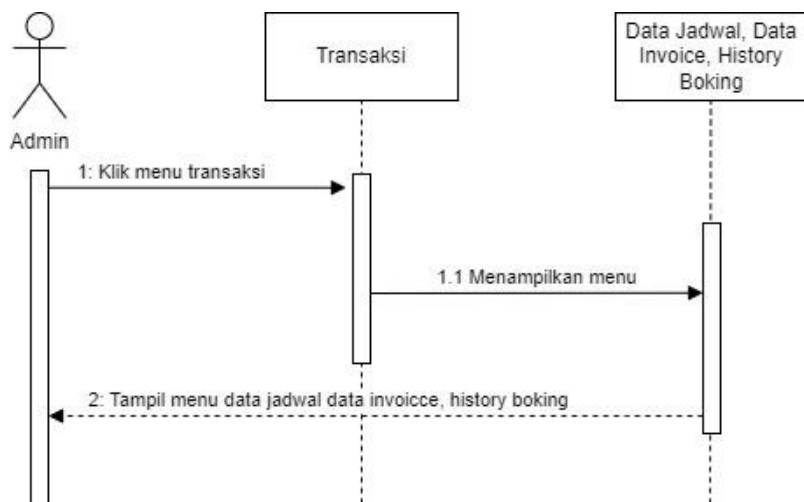 Transaksi
Data Jadwal, Data
Invoice, History
Boking
Admin
1: Klik menu transaksi
1.1 Menampilkan menu
2: Tampil menu data jadwal data invoicce, history boking